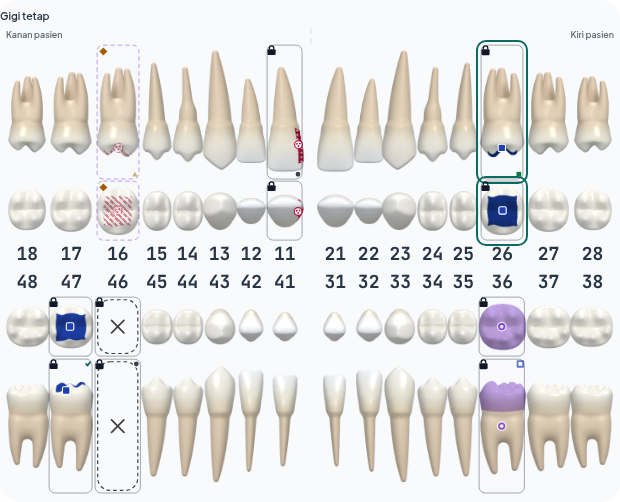 Gigi tetap
Kanan pasien Kiri pasien
18 17 16 15 14 13 12 11 21 22 23 24 25 26 27 28
48 47 46 45 44 43 42 41 31 32 33 34 35 36 37 38